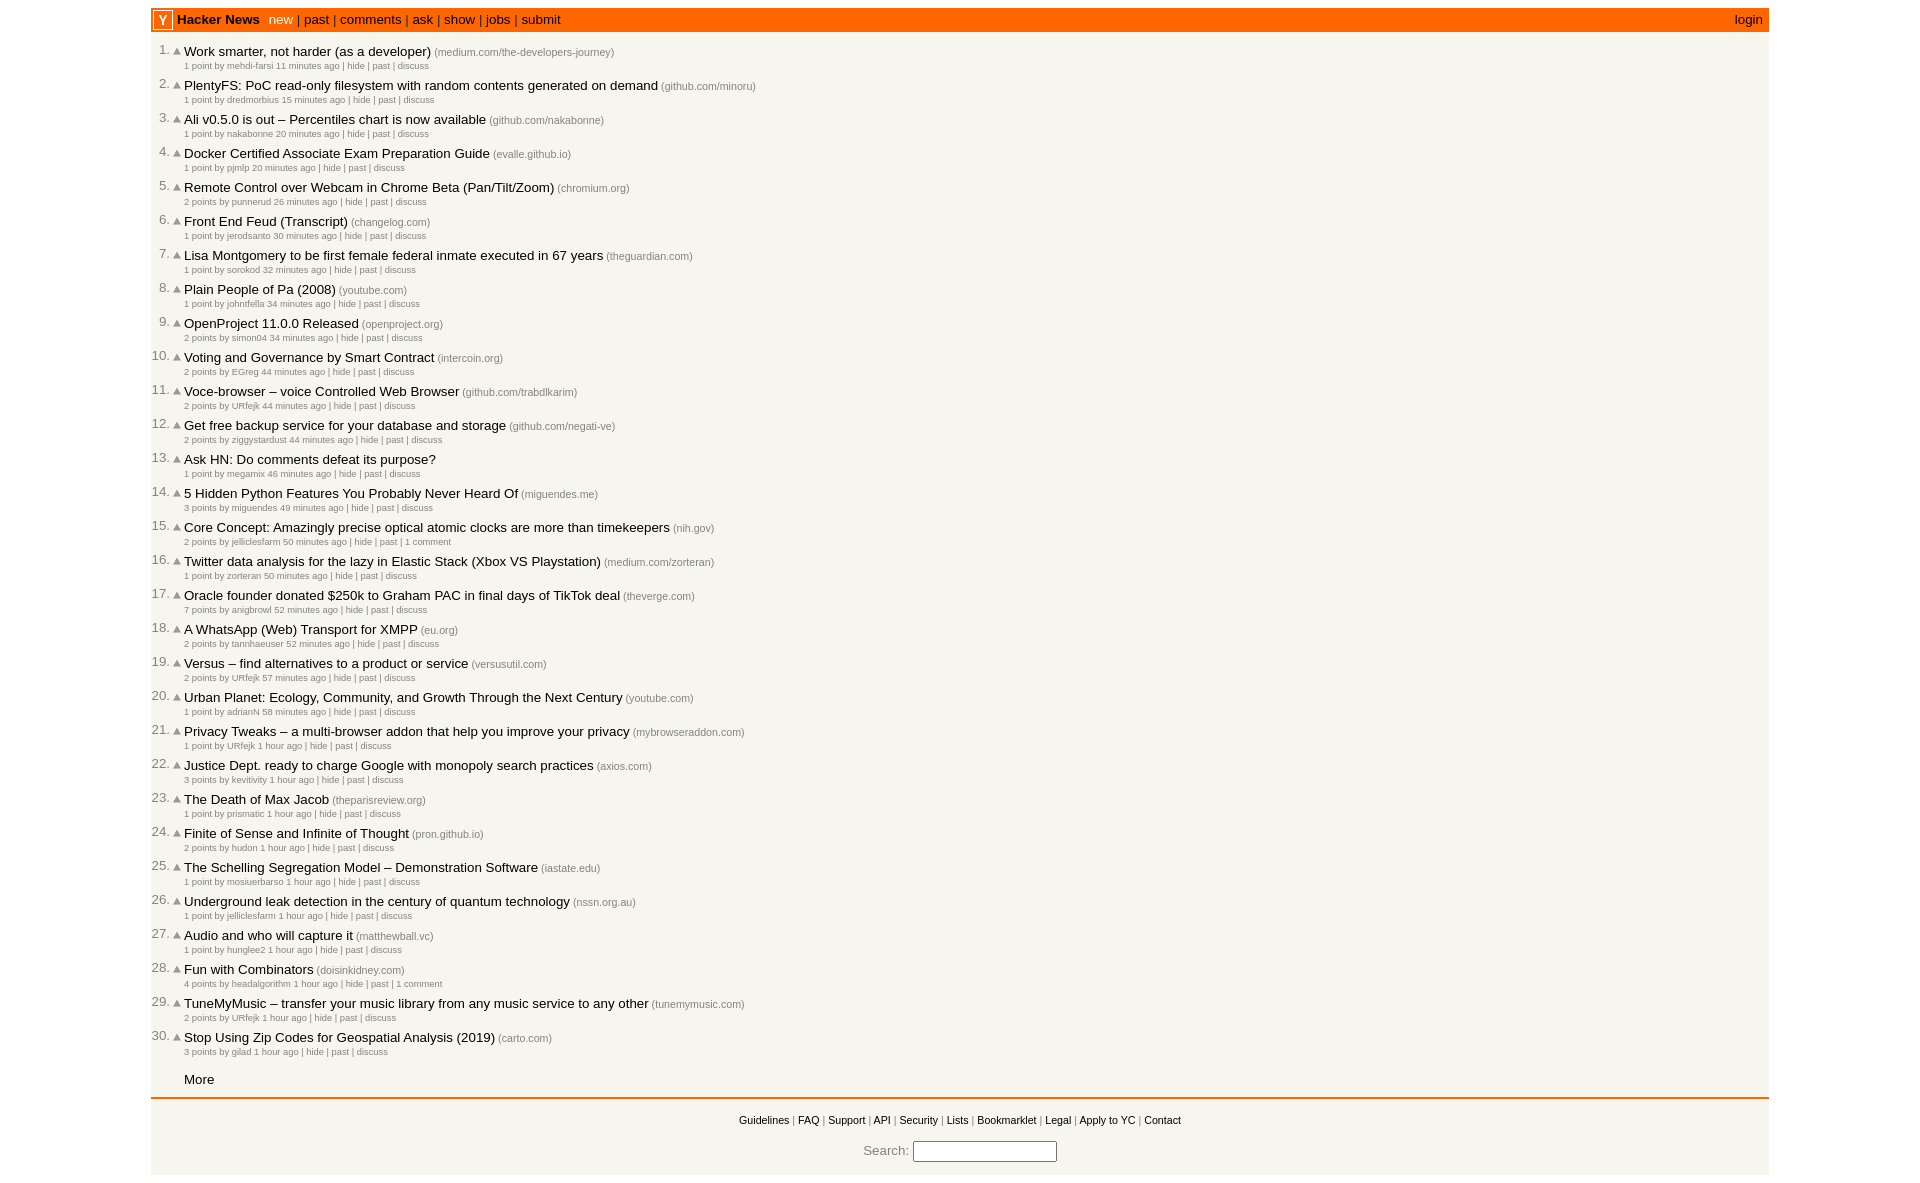 Y Hacker News new | past | comments | ask | show | jobs | submit login
1. Work smarter, not harder (as a developer) (medium.com/the-developers-journey)
1 point by mehdi-farsi 11 minutes ago | hide | past | discuss
2. PlentyFS: PoC read-only filesystem with random contents generated on demand (github.com/minoru)
1 point by dredmorbius 15 minutes ago | hide | past | discuss
3. Ali v0.5.0 is out – Percentiles chart is now available (github.com/nakabonne)
1 point by nakabonne 20 minutes ago | hide | past | discuss
4. Docker Certified Associate Exam Preparation Guide (evalle.github.io)
1 point by pjmlp 20 minutes ago | hide | past | discuss
5. Remote Control over Webcam in Chrome Beta (Pan/Tilt/Zoom) (chromium.org)
2 points by punnerud 26 minutes ago | hide | past | discuss
6. Front End Feud (Transcript) (changelog.com)
1 point by jerodsanto 30 minutes ago | hide | past | discuss
7. Lisa Montgomery to be first female federal inmate executed in 67 years (theguardian.com)
1 point by sorokod 32 minutes ago | hide | past | discuss
8. Plain People of Pa (2008) (youtube.com)
1 point by johntfella 34 minutes ago | hide | past | discuss
9. OpenProject 11.0.0 Released (openproject.org)
2 points by simon04 34 minutes ago | hide | past | discuss
10. Voting and Governance by Smart Contract (intercoin.org)
2 points by EGreg 44 minutes ago | hide | past | discuss
11. Voce-browser – voice Controlled Web Browser (github.com/trabdlkarim)
2 points by URfejk 44 minutes ago | hide | past | discuss
12. Get free backup service for your database and storage (github.com/negati-ve)
2 points by ziggystardust 44 minutes ago | hide | past | discuss
13. Ask HN: Do comments defeat its purpose?
1 point by megamix 46 minutes ago | hide | past | discuss
14. 5 Hidden Python Features You Probably Never Heard Of (miguendes.me)
3 points by miguendes 49 minutes ago | hide | past | discuss
15. Core Concept: Amazingly precise optical atomic clocks are more than timekeepers (nih.gov)
2 points by jelliclesfarm 50 minutes ago | hide | past | 1 comment
16. Twitter data analysis for the lazy in Elastic Stack (Xbox VS Playstation) (medium.com/zorteran)
1 point by zorteran 50 minutes ago | hide | past | discuss
17. Oracle founder donated $250k to Graham PAC in final days of TikTok deal (theverge.com)
7 points by anigbrowl 52 minutes ago | hide | past | discuss
18. A WhatsApp (Web) Transport for XMPP (eu.org)
2 points by tannhaeuser 52 minutes ago | hide | past | discuss
19. Versus – find alternatives to a product or service (versusutil.com)
2 points by URfejk 57 minutes ago | hide | past | discuss
20. Urban Planet: Ecology, Community, and Growth Through the Next Century (youtube.com)
1 point by adrianN 58 minutes ago | hide | past | discuss
21. Privacy Tweaks – a multi-browser addon that help you improve your privacy (mybrowseraddon.com)
1 point by URfejk 1 hour ago | hide | past | discuss
22. Justice Dept. ready to charge Google with monopoly search practices (axios.com)
3 points by kevitivity 1 hour ago | hide | past | discuss
23. The Death of Max Jacob (theparisreview.org)
1 point by prismatic 1 hour ago | hide | past | discuss
24. Finite of Sense and Infinite of Thought (pron.github.io)
2 points by hudon 1 hour ago | hide | past | discuss
25. The Schelling Segregation Model – Demonstration Software (iastate.edu)
1 point by mosiuerbarso 1 hour ago | hide | past | discuss
26. Underground leak detection in the century of quantum technology (nssn.org.au)
1 point by jelliclesfarm 1 hour ago | hide | past | discuss
27. Audio and who will capture it (matthewball.vc)
1 point by hunglee2 1 hour ago | hide | past | discuss
28. Fun with Combinators (doisinkidney.com)
4 points by headalgorithm 1 hour ago | hide | past | 1 comment
29. TuneMyMusic – transfer your music library from any music service to any other (tunemymusic.com)
2 points by URfejk 1 hour ago | hide | past | discuss
30. Stop Using Zip Codes for Geospatial Analysis (2019) (carto.com)
3 points by gilad 1 hour ago | hide | past | discuss
More
Guidelines | FAQ | Support | API | Security | Lists | Bookmarklet | Legal | Apply to YC | Contact
Search: